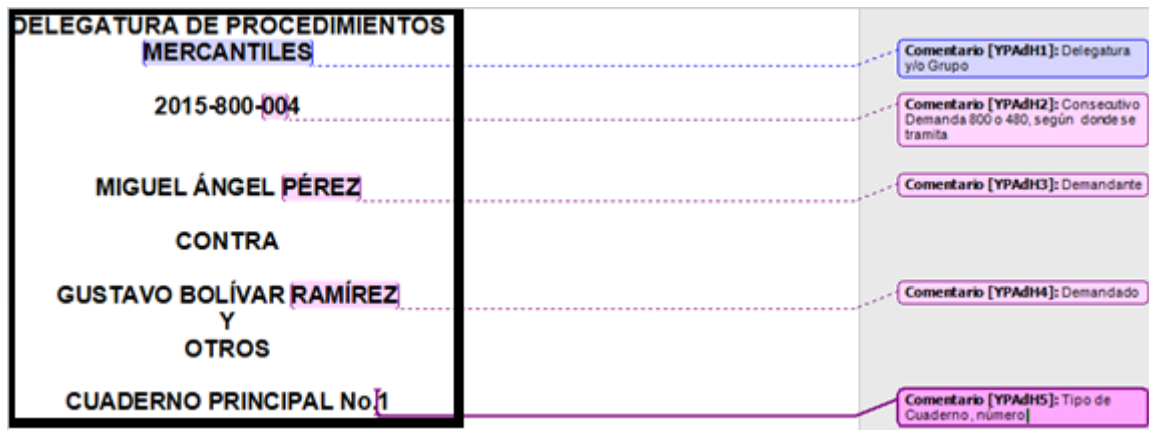 DELEGATURA DE PROCEDIMIENTOS
MERCANTILES
2015-800-004
MIGUEL ÁNGEL PÉREZ
CONTRA
GUSTAVO BOLÍVAR RAMÍREZ
Y
OTROS
CUADERNO PRINCIPAL No.1
Comentario [YPAdH1]: Delegatura
y/o Grupo
Comentario [YPAdH2]: Consecutivo
Demanda 800 o 480, según donde se
tramita
Comentario [YPAdH3]: Demandante
Comentario [YPAdH4]: Demandado
Comentario [YPAdH5]: Tipo de
Cuaderno, número